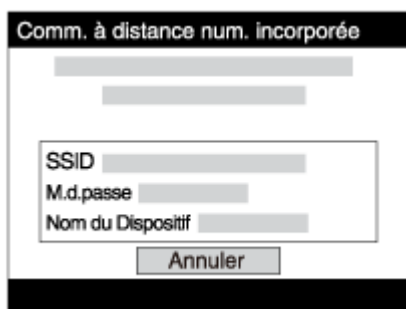 Comm. à distance num. incorporée
SSID
M.d.passe
Nom du Dispositif
Annuler